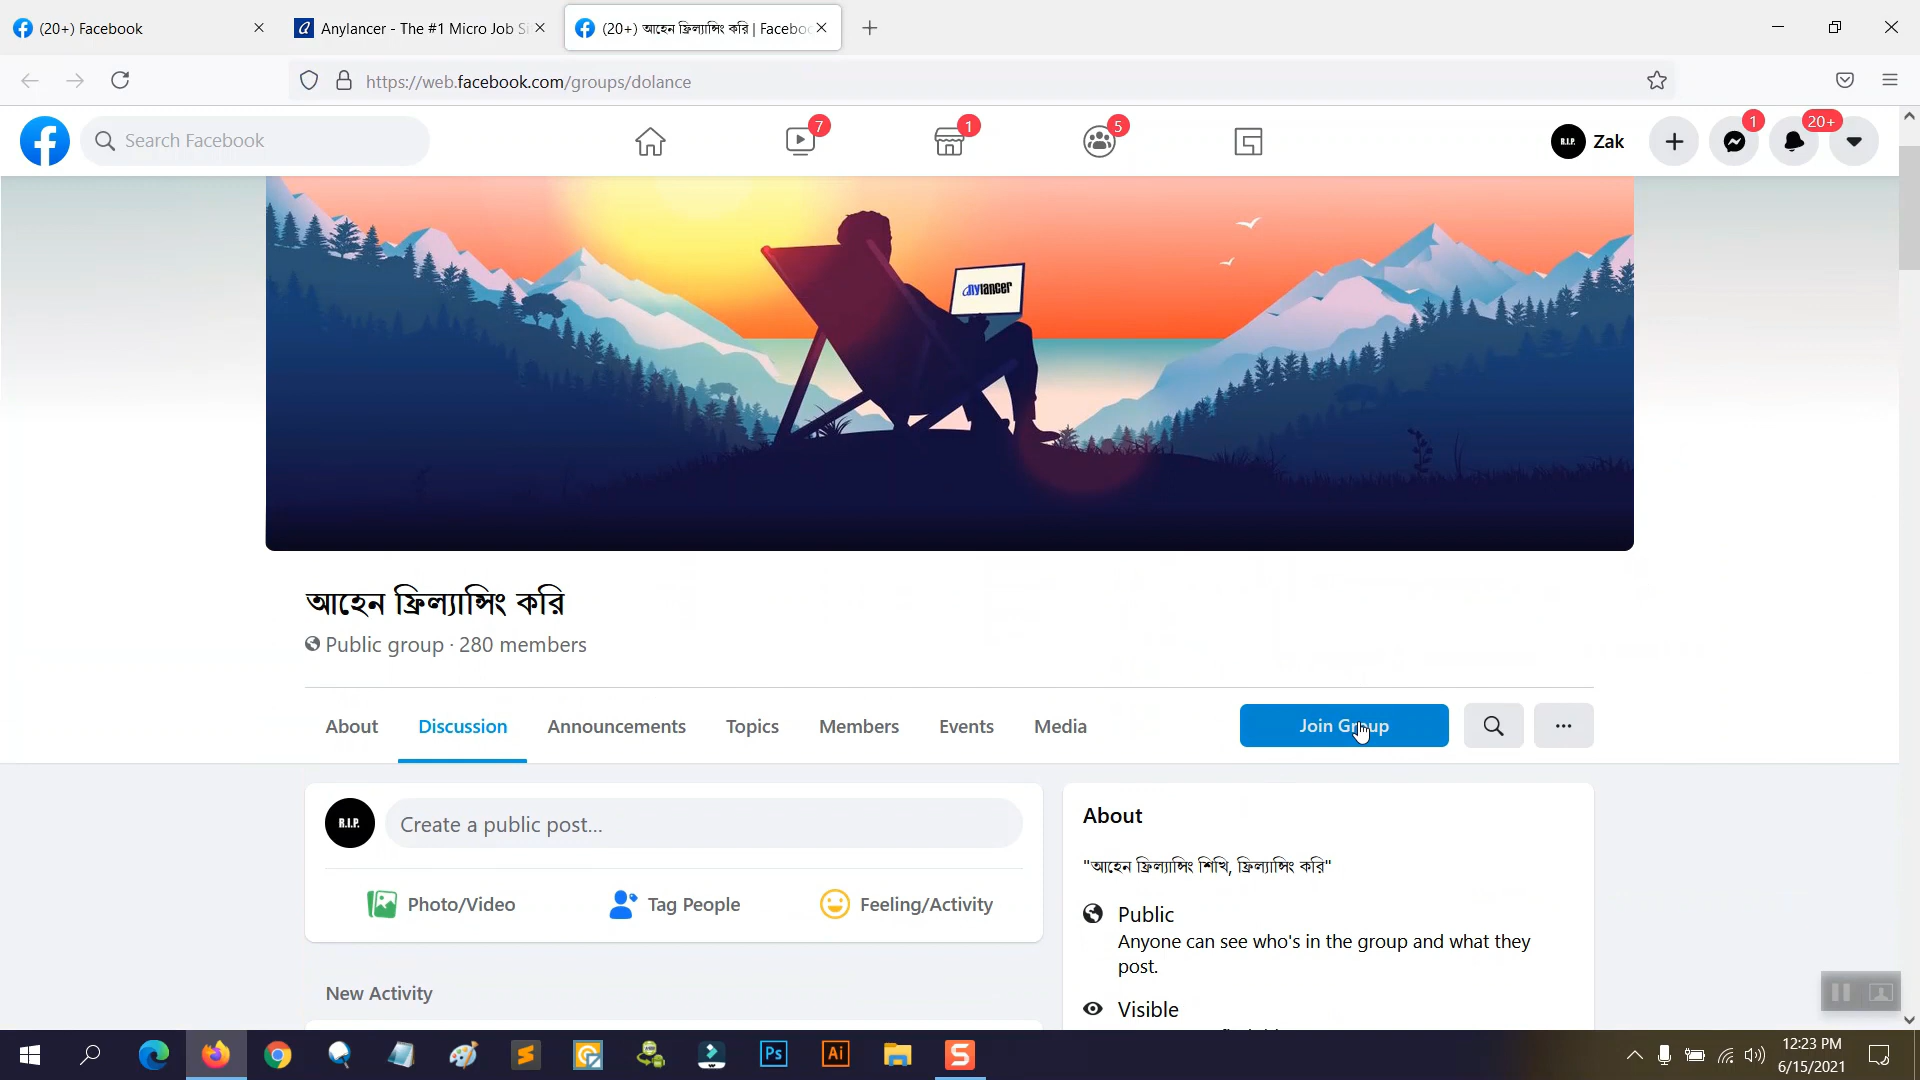 (20+) Facebook
Anylancer - The #1 Micro Job Si
(20+) আহেন ফ্রিল্যান্সিং করি | Faceboo
https://web.facebook.com/groups/dolance
Search Facebook
7
1
5
R.I.P.
Zak
1
20+
anylancer
আহেন ফ্রিল্যান্সিং করি
Public group · 280 members
About
Discussion
Announcements
Topics
Members
Events
Media
Join Group
R.I.P.
Create a public post...
Photo/Video
Tag People
Feeling/Activity
New Activity
About
"আহেন ফ্রিল্যান্সিং শিখি, ফ্রিল্যান্সিং করি"
Public
Anyone can see who's in the group and what they
post.
Visible
Ps
Ai
S
12:23 PM
6/15/2021